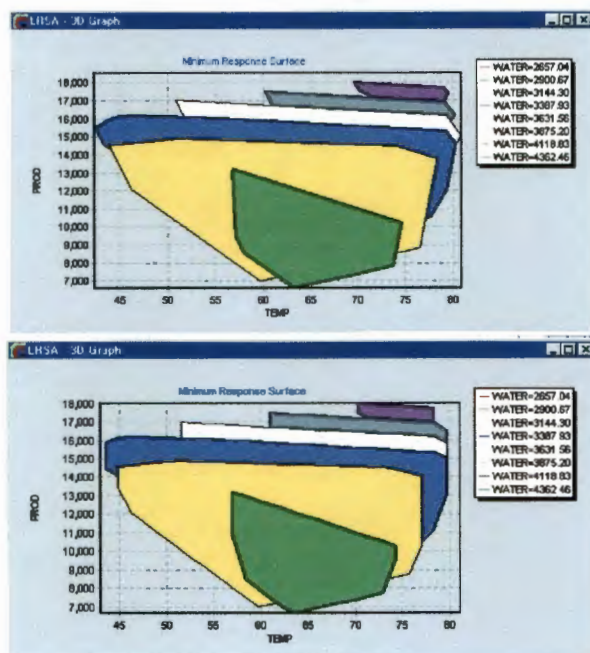 LRSA - 3D Graph
Minimum Response Surface
18,000
17,000
16,000
15,000
14,000
13,000
12,000
11,000
10,000
9,000
8,000
7,000
PROD
45
50
55
60
65
70
75
80
TEMP
WATER=2657.04
WATER=2900.67
WATER=3144.30
WATER=3387.93
WATER=3631.56
WATER=3875.20
WATER=4118.83
WATER=4362.46
LRSA - 3D Graph
Minimum Response Surface
18,000
17,000
16,000
15,000
14,000
13,000
12,000
11,000
10,000
9,000
8,000
7,000
PROD
45
50
55
60
65
70
75
80
TEMP
WATER=2657.04
WATER=2900.67
WATER=3144.30
WATER=3387.93
WATER=3631.56
WATER=3875.20
WATER=4118.83
WATER=4362.46